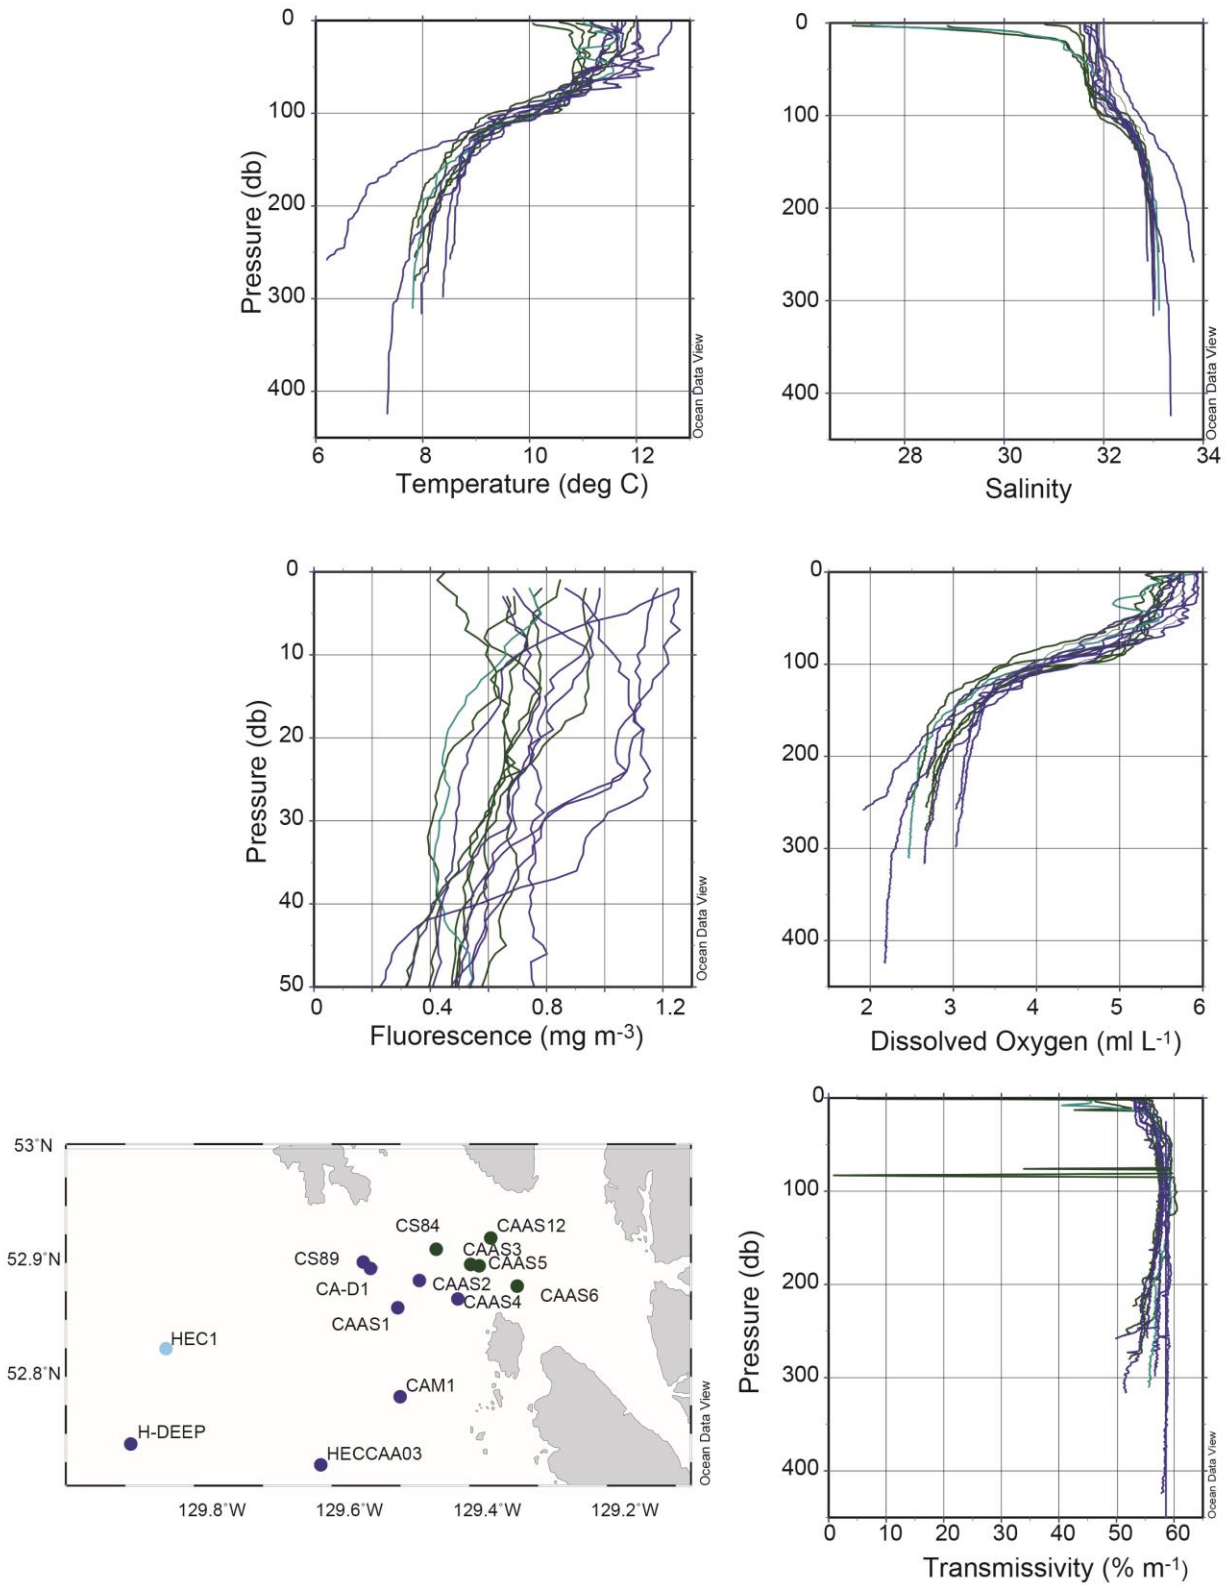 0
100
200
300
400
Pressure (db)
6
8
10
12
Temperature (deg C)
Ocean Data View
0
100
200
300
400
28
30
32
34
Salinity
Ocean Data View
0
10
20
30
40
50
Pressure (db)
0
0.4
0.8
1.2
Fluorescence (mg m-3)
Ocean Data View
0
100
200
300
400
2
3
4
5
6
Dissolved Oxygen (ml L-1)
53°N
52.9°N
52.8°N
CS84
CAAS12
CAAS3
CS89
CAAS5
CA-D1
CAAS2
CAAS6
CAAS4
CAAS1
HEC1
CAM1
H-DEEP
HECCAA03
129.8°W
129.6°W
129.4°W
129.2°W
Ocean Data View
0
100
200
300
400
Pressure (db)
0
10
20
30
40
50
60
Transmissivity (% m-1)
Ocean Data View